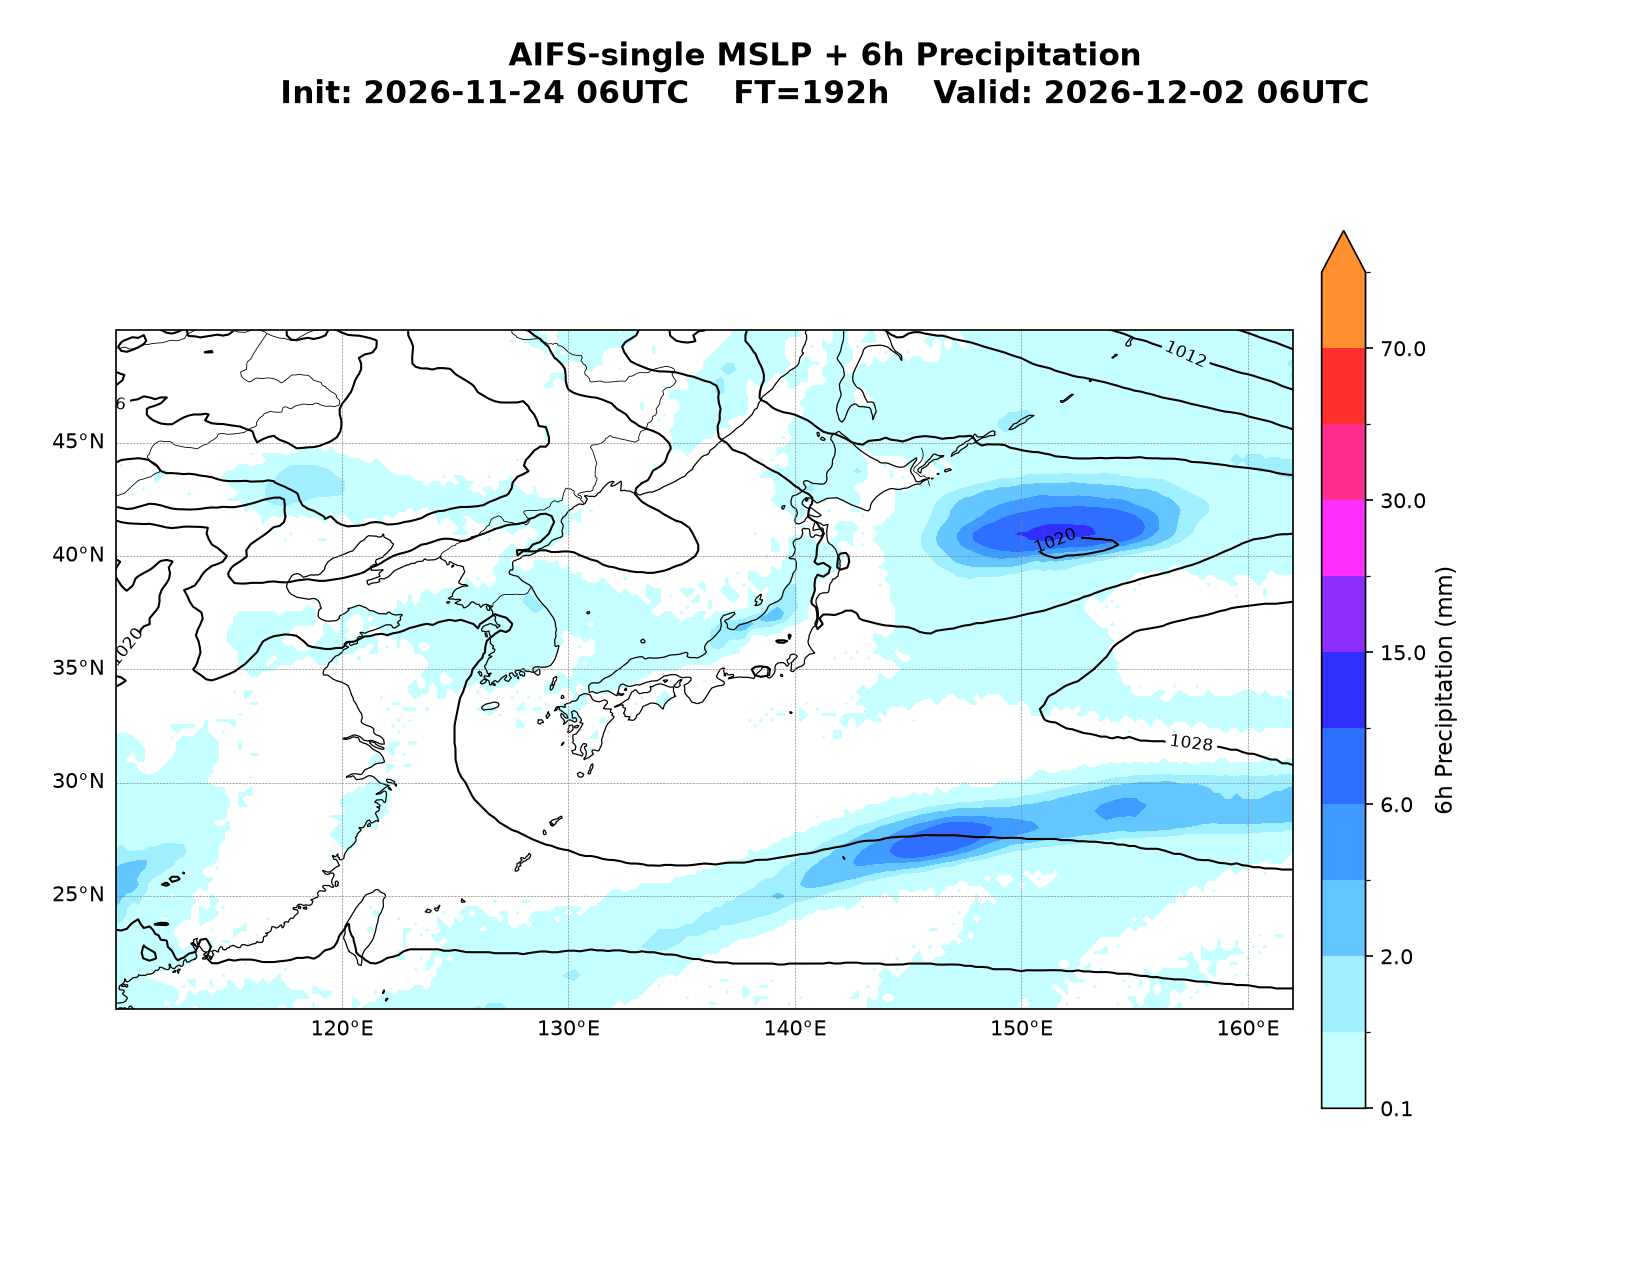 AIFS-single MSLP + 6h Precipitation
Init: 2026-11-24 06UTC    FT=192h    Valid: 2026-12-02 06UTC
70.0
30.0
15.0
6.0
2.0
0.1
6h Precipitation (mm)
45°N
40°N
35°N
30°N
25°N
120°E
130°E
140°E
150°E
160°E
1012
6
1020
1020
1028